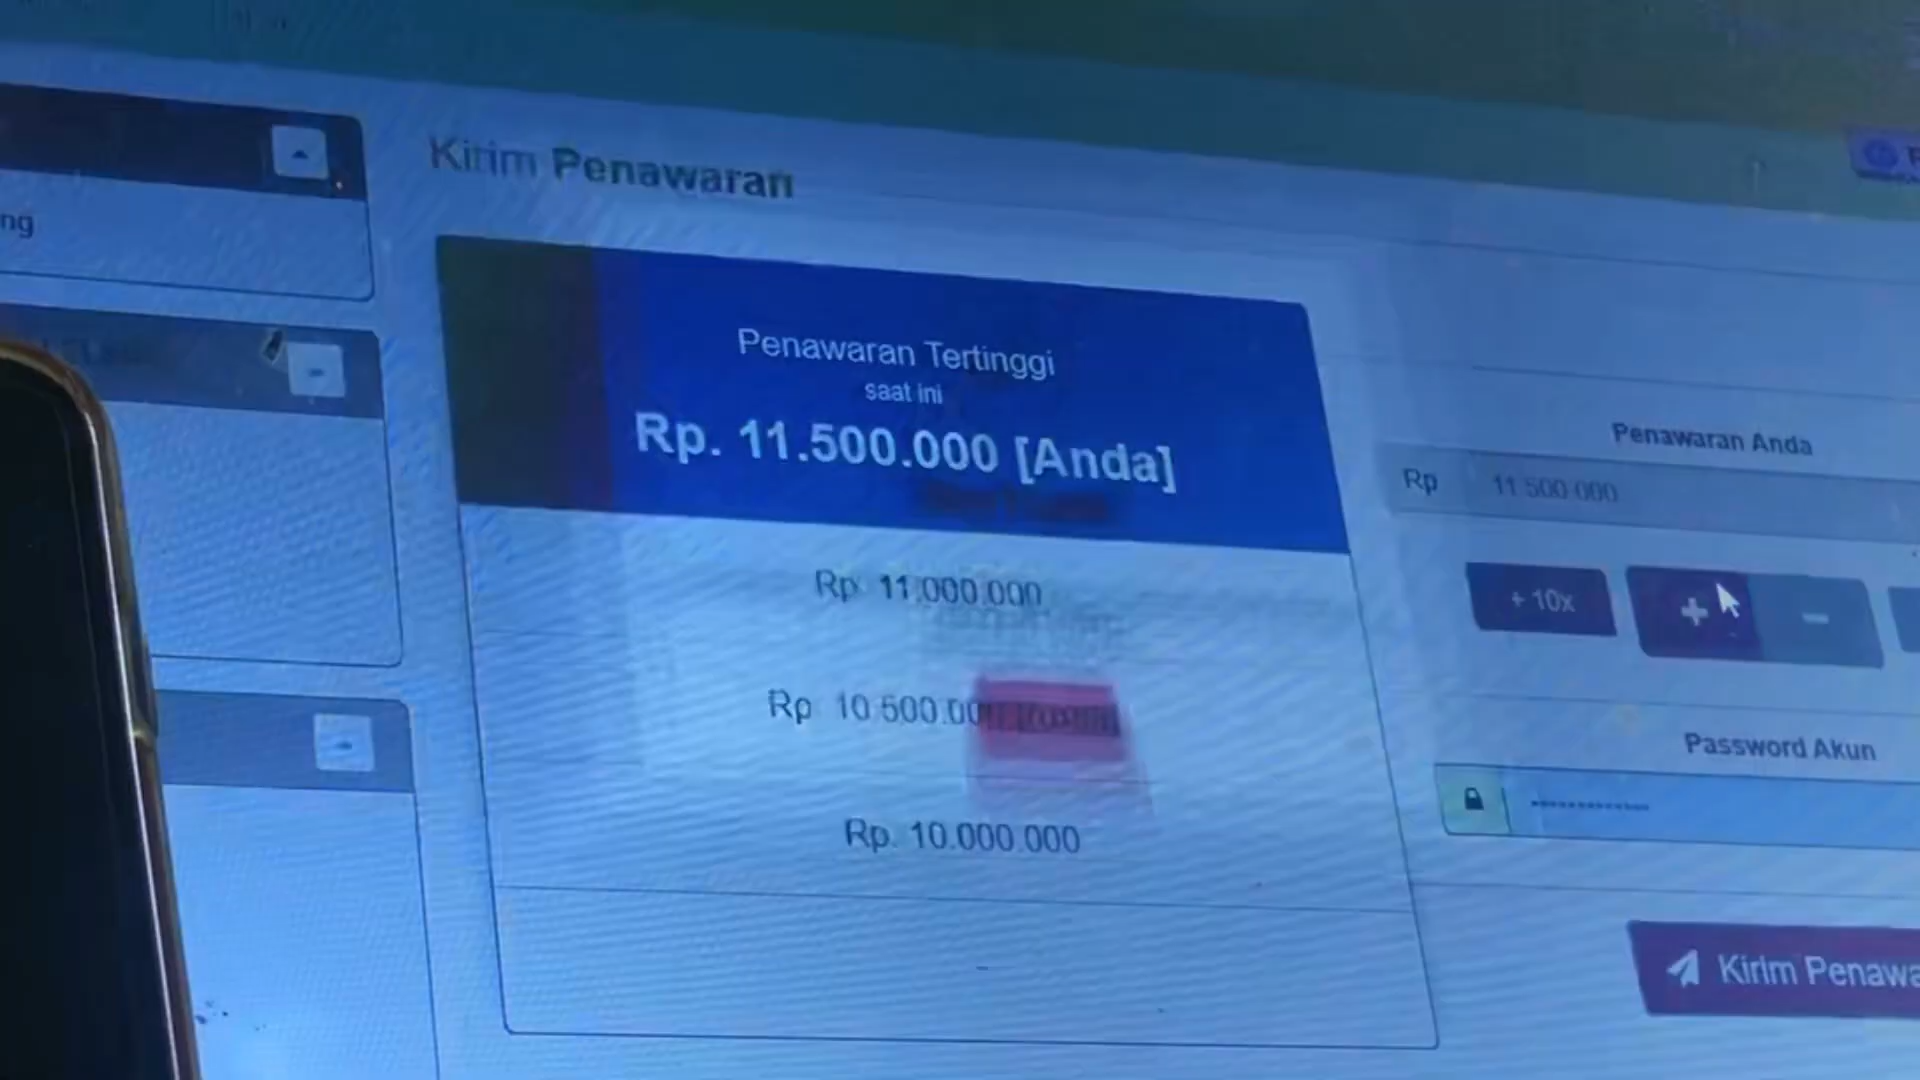 ng
Kirim Penawaran
Penawaran Tertinggi
saat ini
Rp. 11.500.000 [Anda]
Rp 11.000.000
Rp 10.500.00
Rp. 10.000.000
Penawaran Anda
Rp 11.500.000
+ 10x
+ -
Password Akun
Kirim Penawa